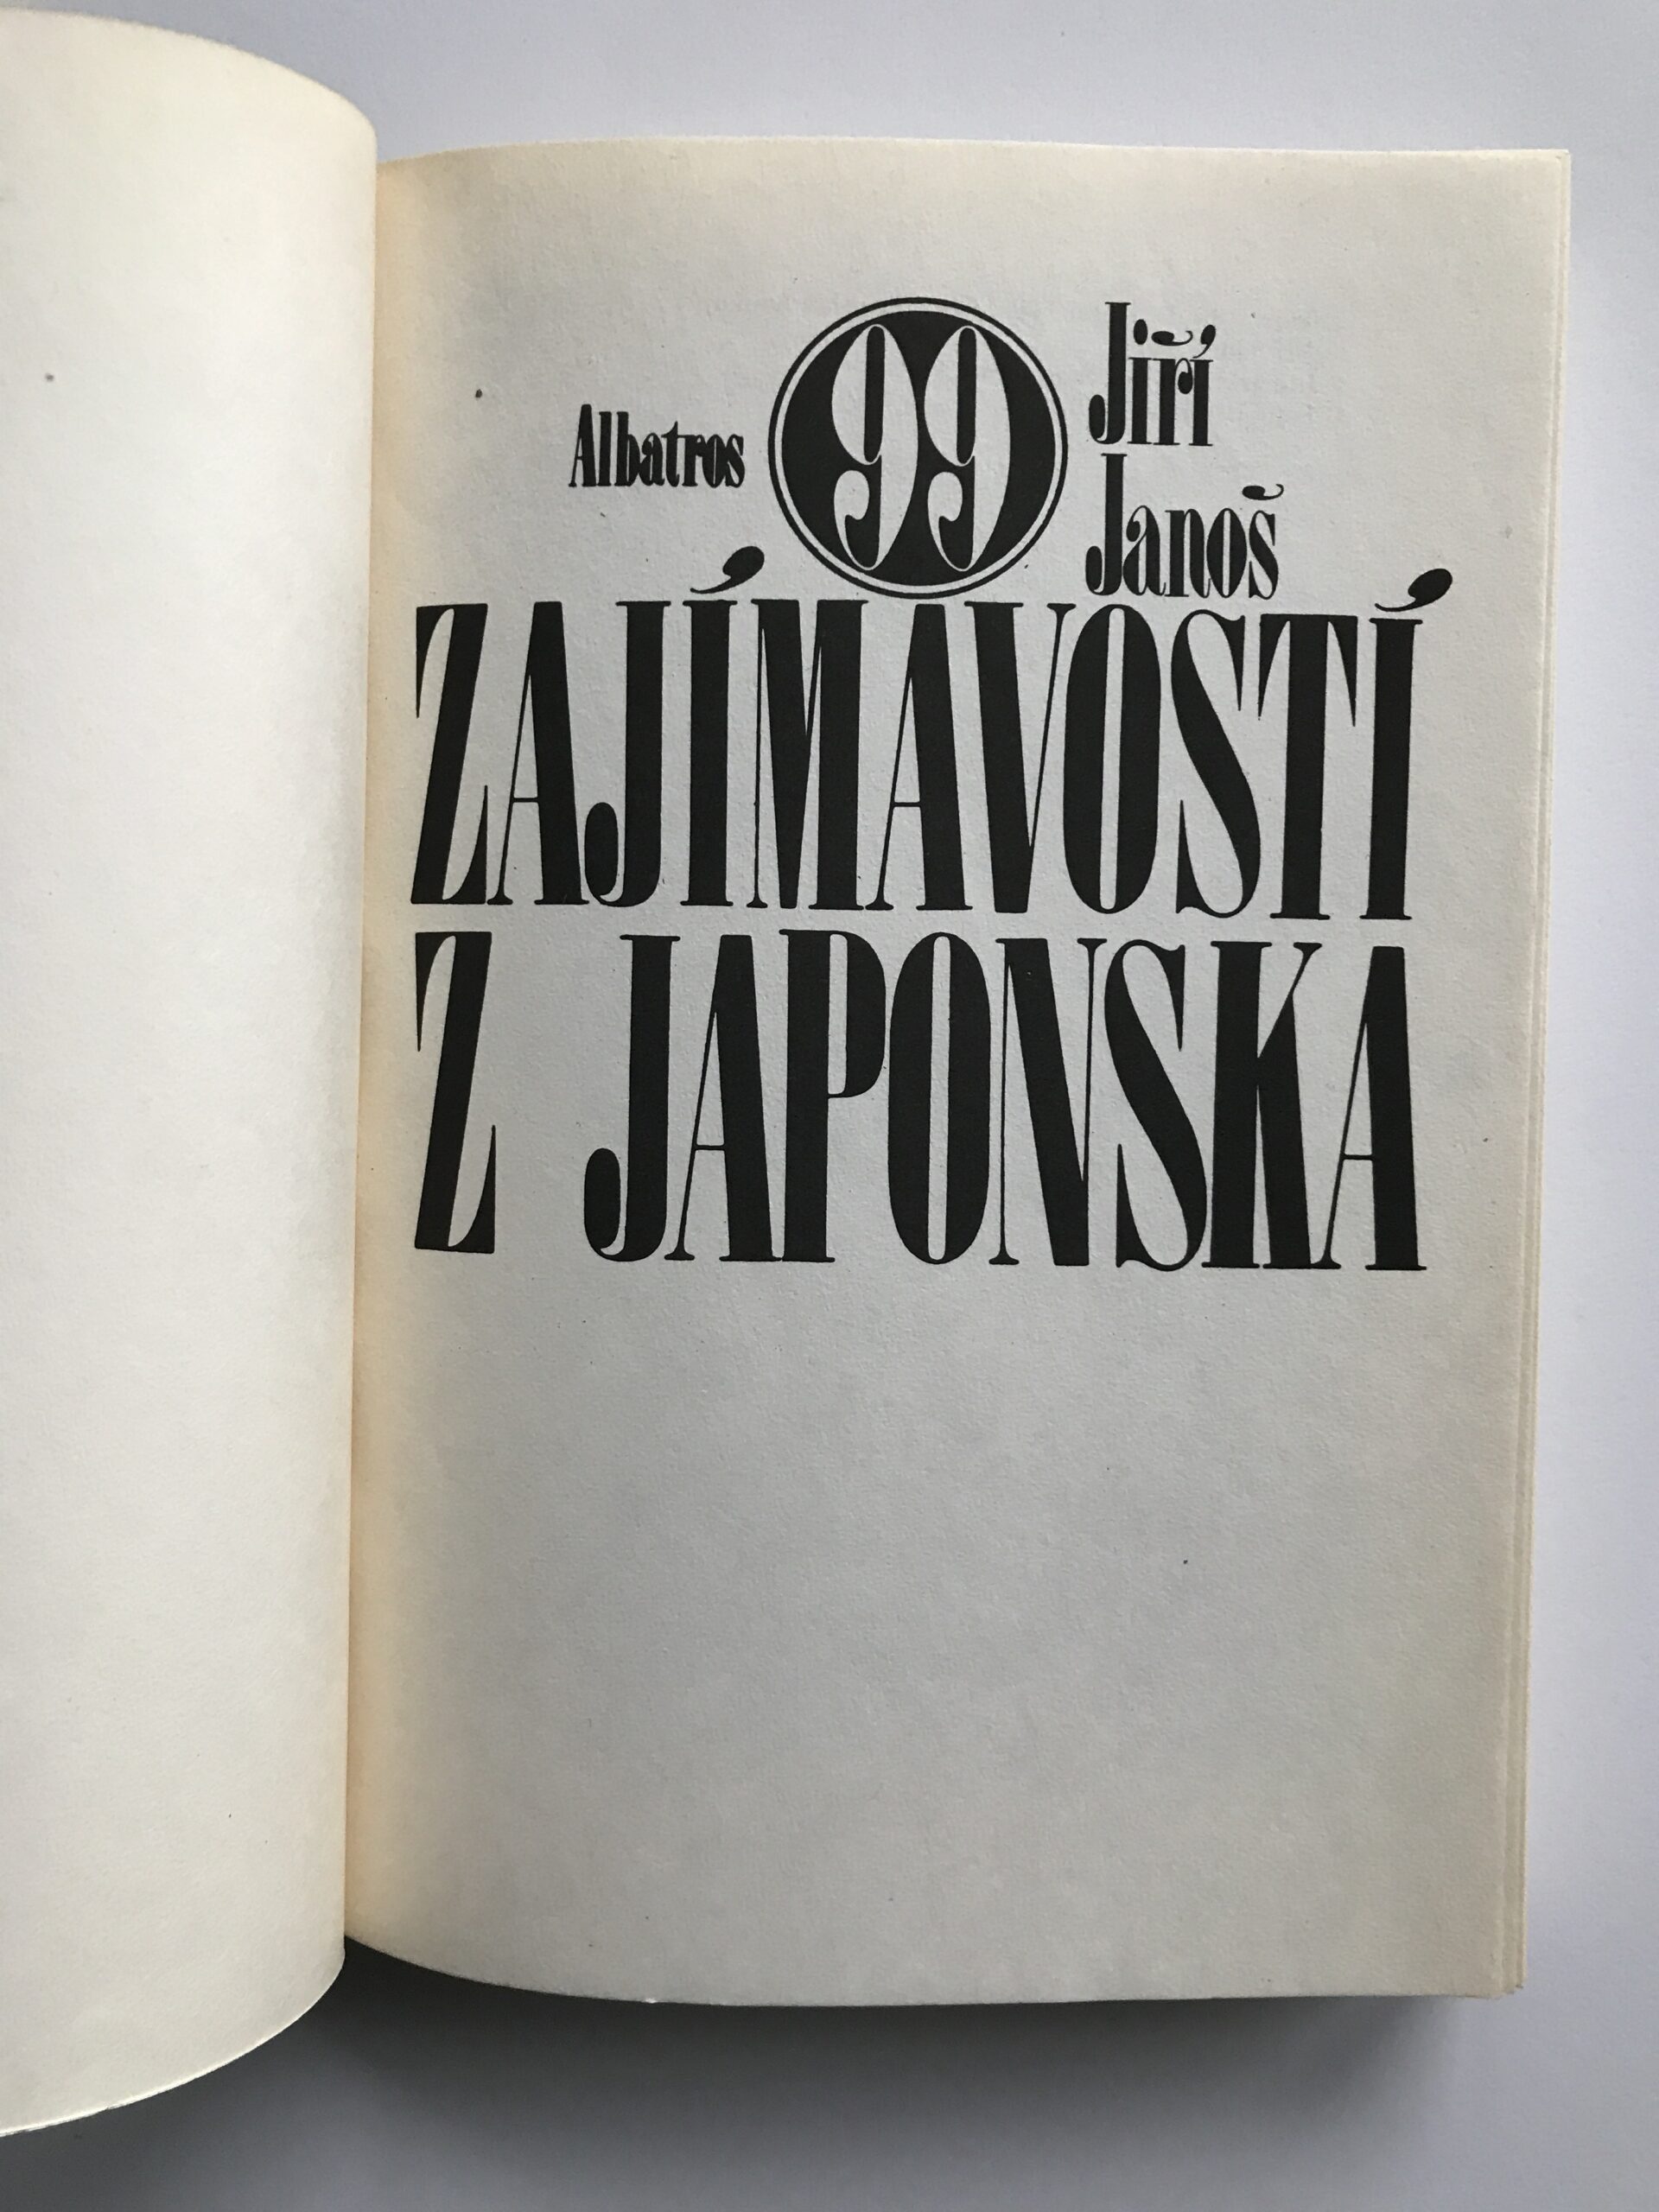 Albatros
99
Jiří
Janoš
ZAJÍMAVOSTÍ
Z JAPONSKA